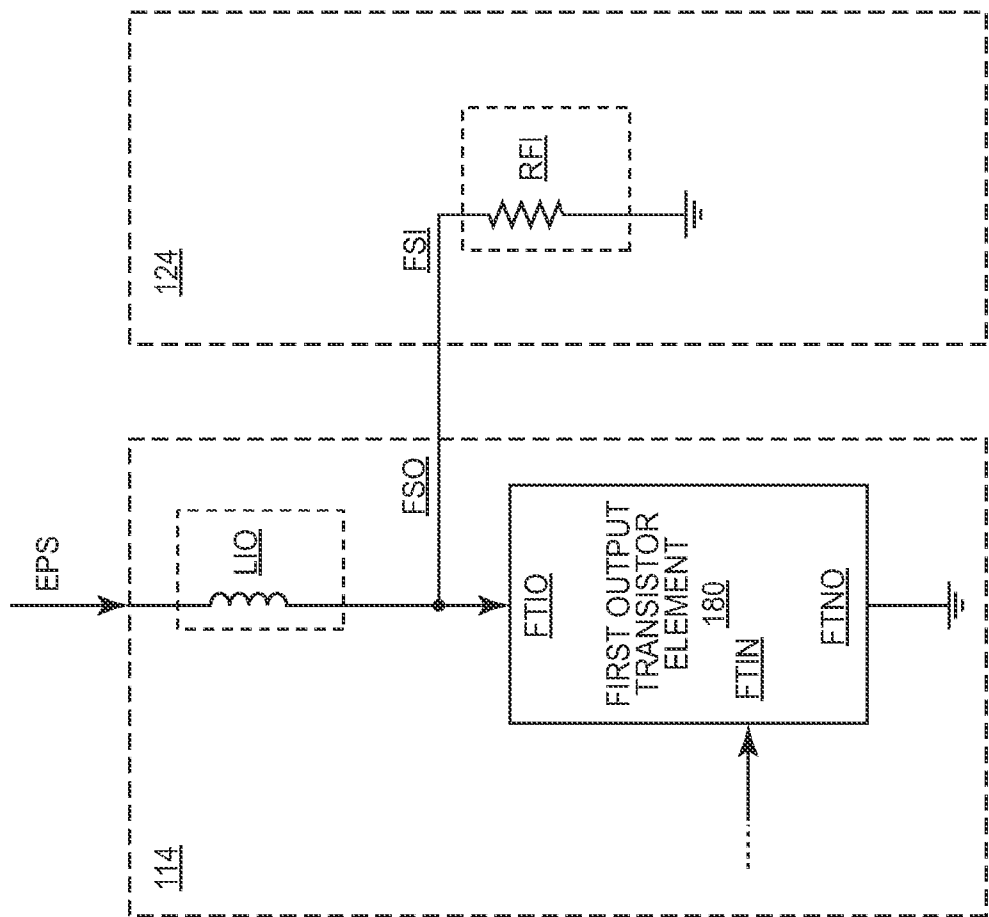 EPS
124
RFI
FSI
114
LIO
FSO
FTIO
FIRST OUTPUT
TRANSISTOR
ELEMENT
180
FTIN
FTNO